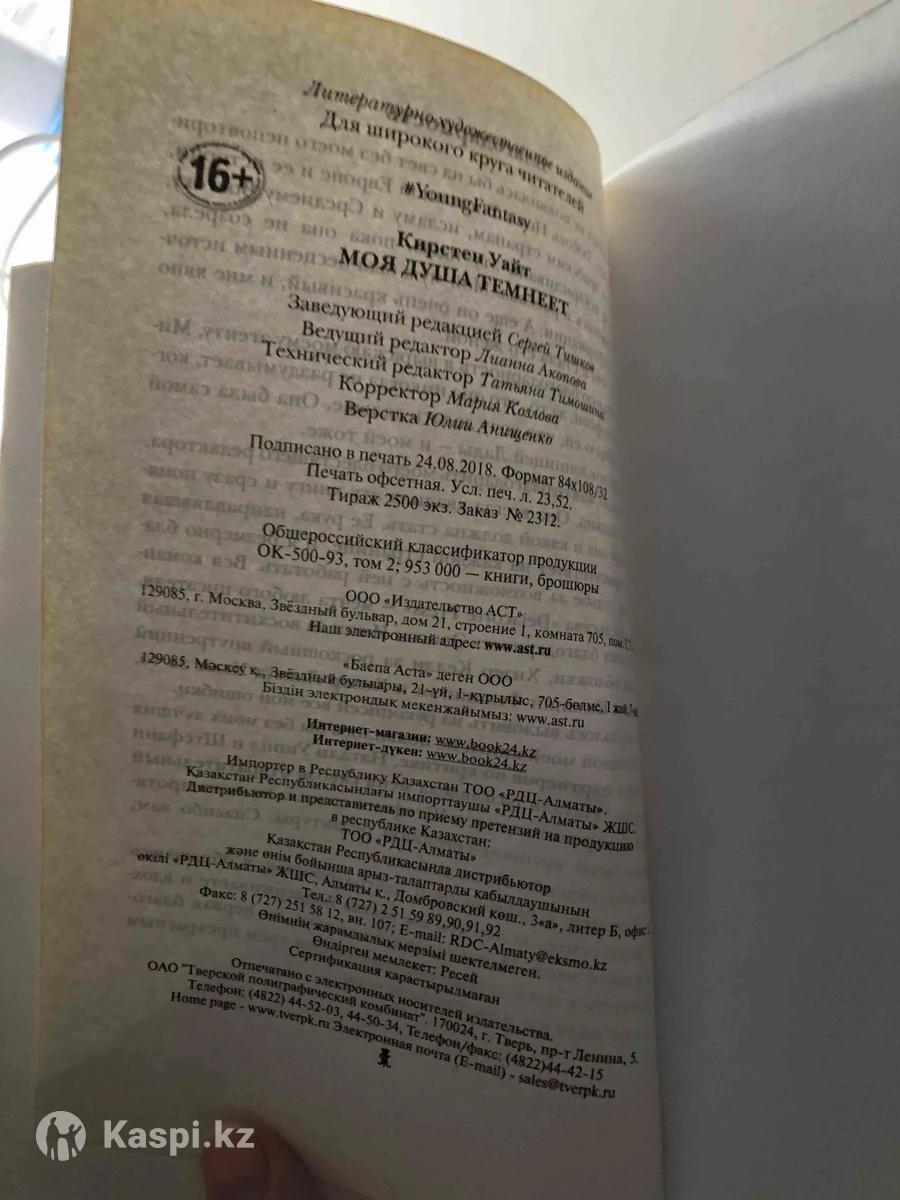 Литературно-художественное издание
Для широкого круга читателей
16+
#YoungFantasy
Кирстен Уайт
МОЯ ДУША ТЕМНЕЕТ
Заведующий редакцией Сергей Тишков
Ведущий редактор Лианна Акопова
Технический редактор Татьяна Тимошина
Корректор Мария Козлова
Верстка Юлии Анищенко
Подписано в печать 24.08.2018. Формат 84x108/32
Печать офсетная. Усл. печ. л. 23,52.
Тираж 2500 экз. Заказ № 2312.
Общероссийский классификатор продукции
ОК-500-93, том 2; 953 000 — книги, брошюры
ООО «Издательство АСТ»
129085, г. Москва, Звёздный бульвар, дом 21, строение 1, комната 705, пом.
Наш электронный адрес: www.ast.ru
«Баспа Аста» деген ООО
129085, Мәскеу қ., Звёздный бульвары, 21-үй, 1-құрылыс, 705-бөлме, 1
Біздін электрондык мекенжайымыз: www.ast.ru
Интернет-магазин: www.book24.kz
Интернет-дүкен: www.book24.kz
Импортер в Республику Казахстан ТОО «РДЦ-Алматы».
Қазақстан Республикасындағы импорттаушы «РДЦ-Алматы» ЖШС.
Дистрибьютор и представитель по приему претензий на продукцию
в республике Казахстан:
ТОО «РДЦ-Алматы»
Қазақстан Республикасында дистрибьютор
және өнім бойынша арыз-талаптарды қабылдаушының
өкілі «РДЦ-Алматы» ЖШС, Алматы қ., Домбровский көш., 3«а», литер Б, офис
Тел.: 8 (727) 2 51 59 89,90,91,92
Факс: 8 (727) 251 58 12, вн. 107; E-mail: RDC-Almaty@eksmo.kz
Өнімнің жарамдылық мерзімі шектелмеген.
Өндірген мемлекет: Ресей
Сертификация қарастырылмаған
Отпечатано с электронных носителей издательства.
ОАО "Тверской полиграфический комбинат". 170024, г. Тверь, пр-т Ленина, 5.
Телефон: (4822) 44-52-03, 44-50-34, Телефон/факс: (4822)44-42-15
Home page - www.tverpk.ru Электронная почта (E-mail) - sales@tverpk.ru
Kaspi.kz